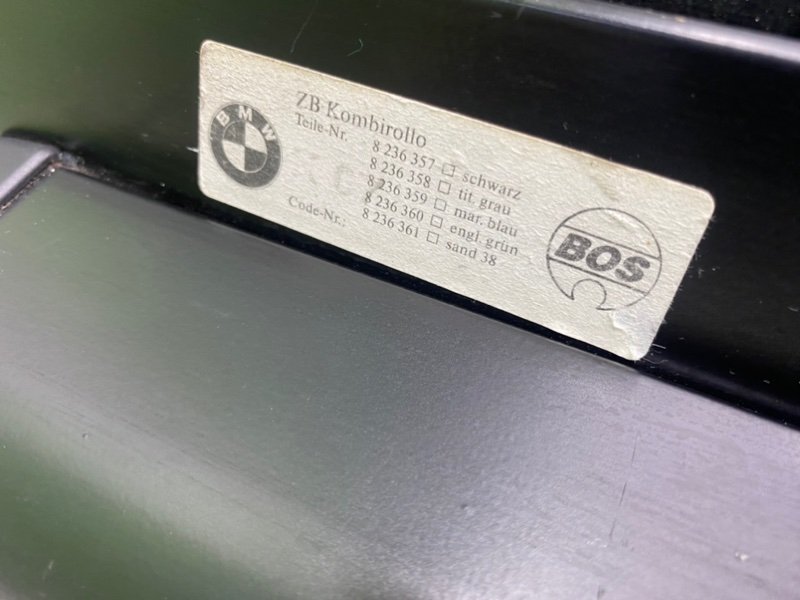 BMW
ZB Kombirollo
Teile-Nr. 8 236 357 ☐ schwarz
8 236 358 ☐ tit. grau
8 236 359 ☐ mar. blau
8 236 360 ☐ engl. grün
Code-Nr.: 8 236 361 ☐ sand 38
BOS